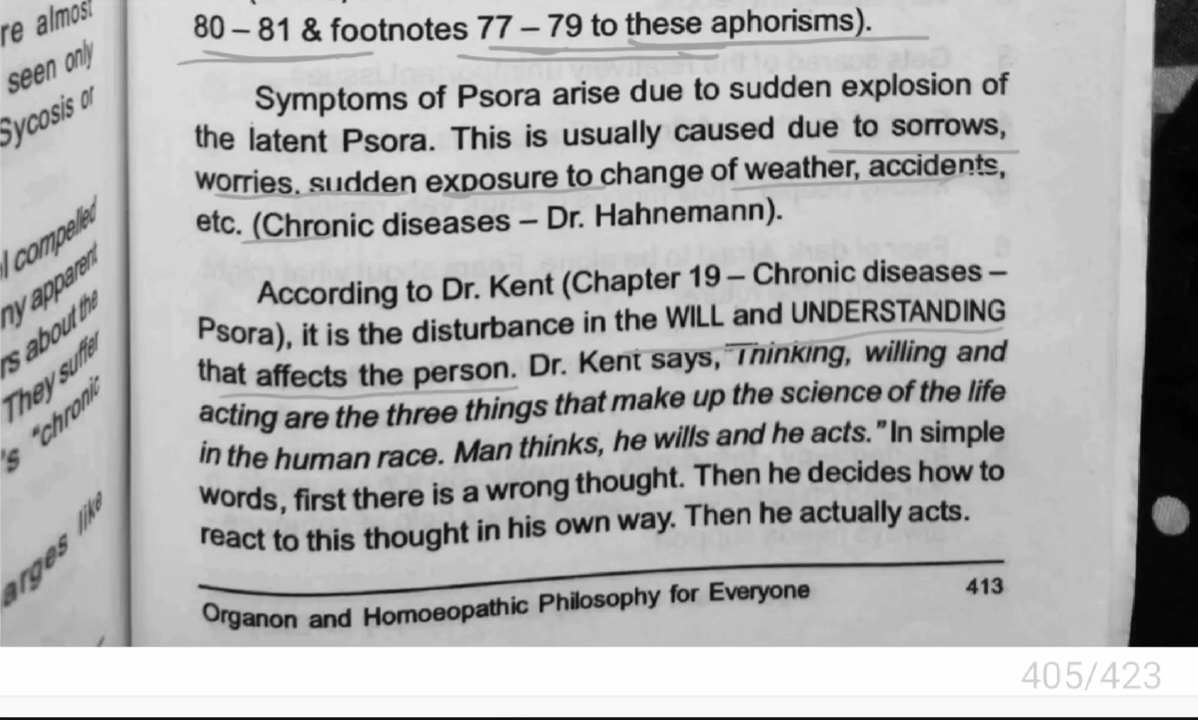 re almost
seen only
Sycosis or
l compelled
ny apparent
rs about the
They suffer
's "chronic
arges like
80 – 81 & footnotes 77 – 79 to these aphorisms).
Symptoms of Psora arise due to sudden explosion of
the latent Psora. This is usually caused due to sorrows,
worries, sudden exposure to change of weather, accidents,
etc. (Chronic diseases – Dr. Hahnemann).
According to Dr. Kent (Chapter 19 – Chronic diseases –
Psora), it is the disturbance in the WILL and UNDERSTANDING
that affects the person. Dr. Kent says, "Thinking, willing and
acting are the three things that make up the science of the life
in the human race. Man thinks, he wills and he acts." In simple
words, first there is a wrong thought. Then he decides how to
react to this thought in his own way. Then he actually acts.
Organon and Homoeopathic Philosophy for Everyone 413
405/423